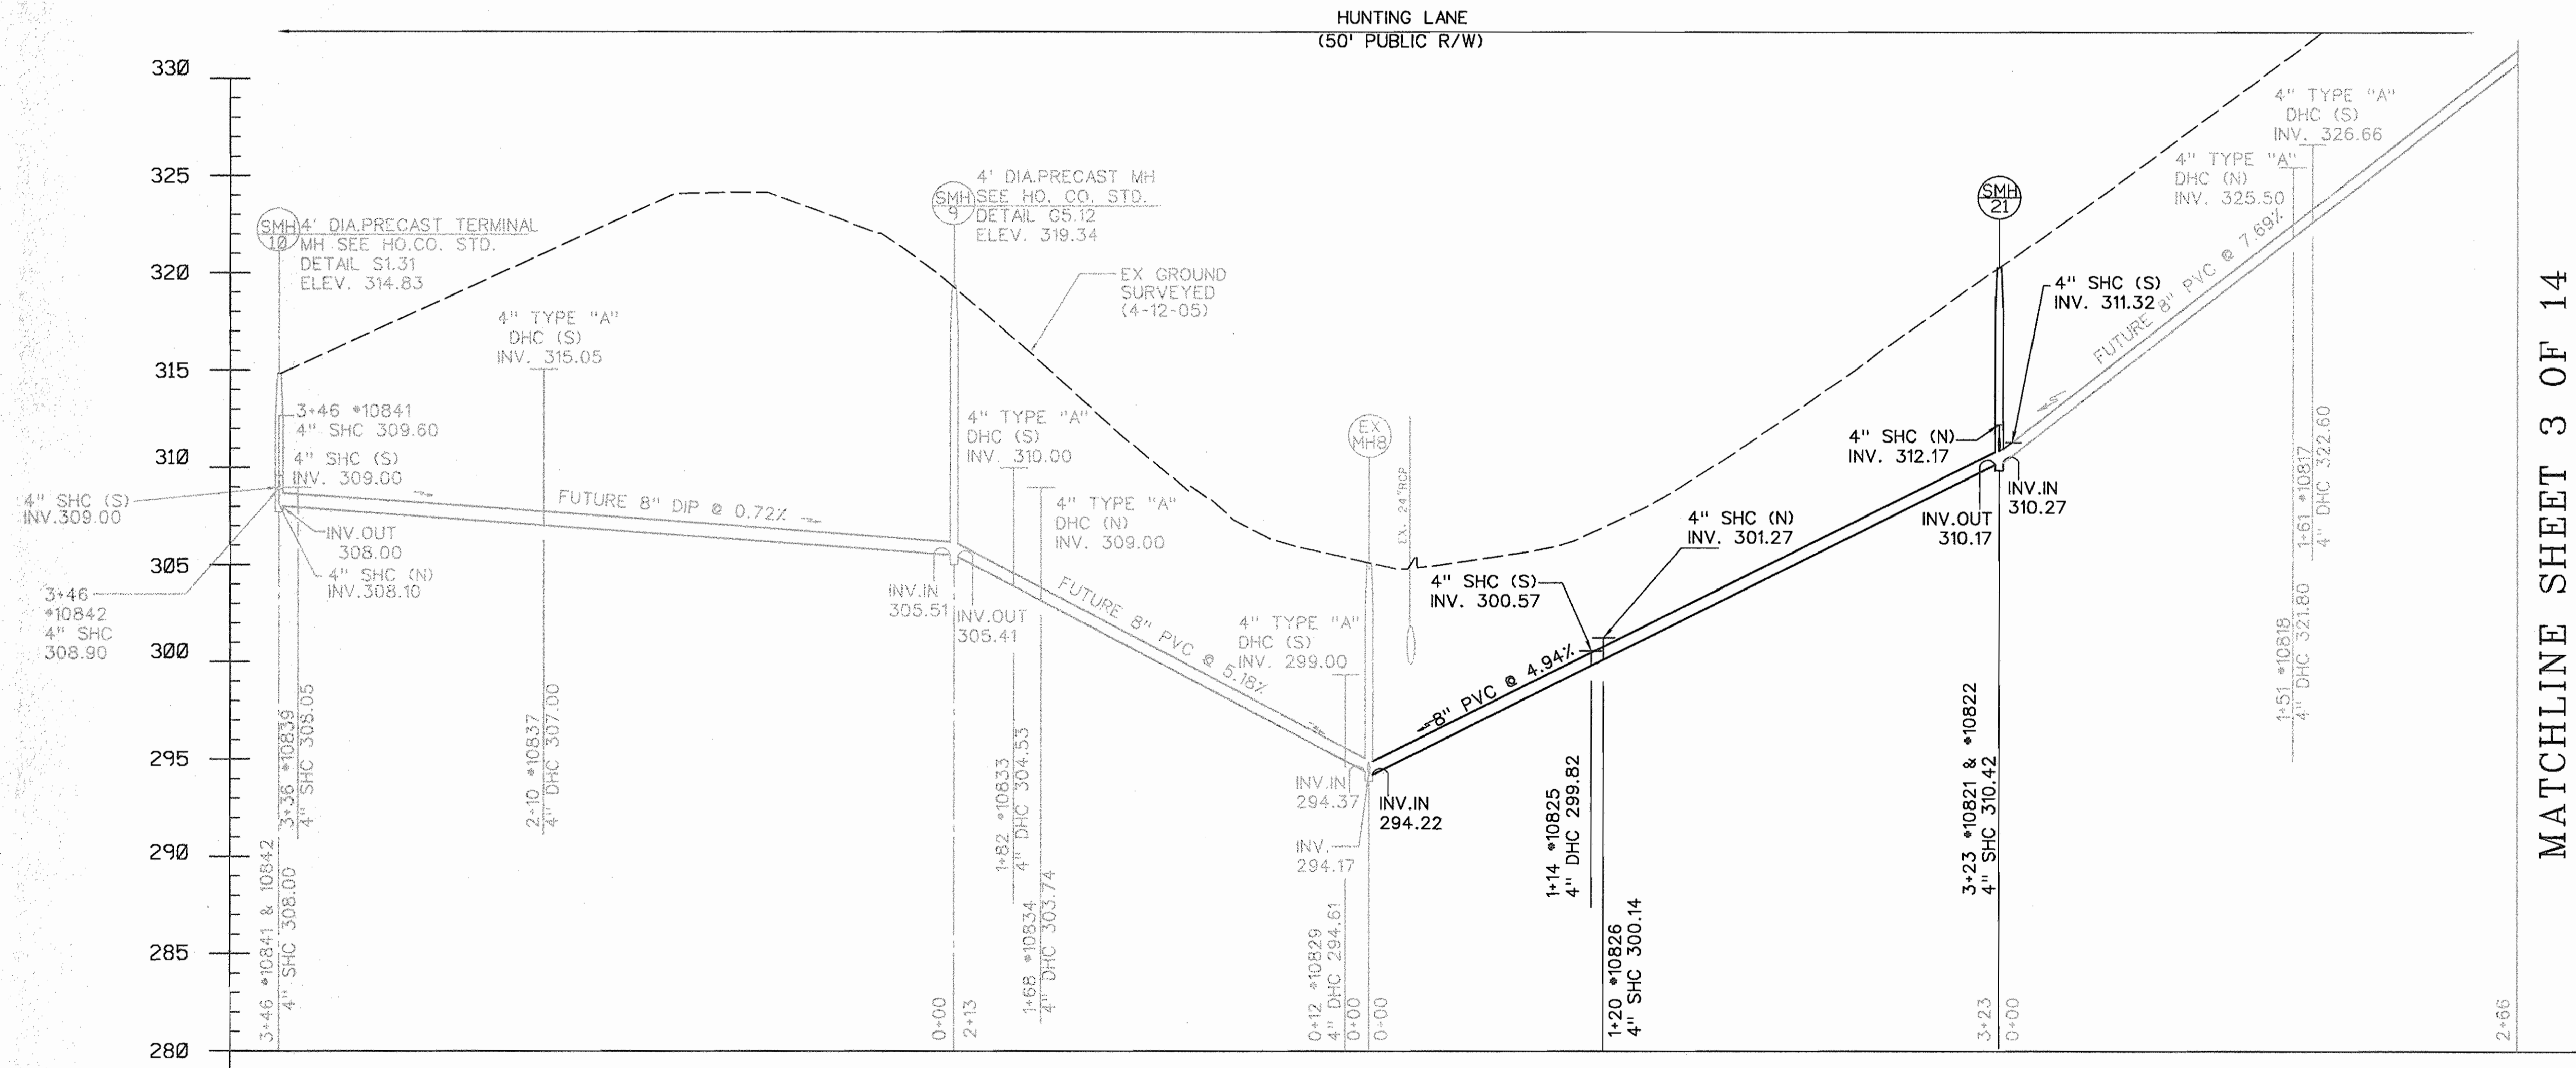 HUNTING LANE
(50' PUBLIC R/W)
330
325
320
315
310
305
300
295
290
285
280
SMH
10
4' DIA.PRECAST TERMINAL
MH SEE HO.CO. STD.
DETAIL S1.31
ELEV. 314.83
4" TYPE "A"
DHC (S)
INV. 315.05
3+46 *10841
4" SHC 309.60
4" SHC (S)
INV. 309.00
4" SHC (S)
INV.309.00
INV.OUT
308.00
4" SHC (N)
INV.308.10
3+46
*10842
4" SHC
308.90
FUTURE 8" DIP @ 0.72%
3+46 *10841 & 10842
4" SHC 308.00
3+36 *10839
4" SHC 308.05
2+10 *10837
4" DHC 307.00
SMH
9
4' DIA.PRECAST MH
SEE HO. CO. STD.
DETAIL G5.12
ELEV. 319.34
EX GROUND
SURVEYED
(4-12-05)
4" TYPE "A"
DHC (S)
INV. 310.00
4" TYPE "A"
DHC (N)
INV. 309.00
INV.IN
305.51
INV.OUT
305.41
FUTURE 8" PVC @ 5.18%
0+00
2+13
1+82 *10833
4" DHC 304.53
1+68 *10834
4" DHC 303.74
EX
MH8
EX. 24"RCP
4" TYPE "A"
DHC (S)
INV. 299.00
INV.IN
294.37
INV.
294.17
INV.IN
294.22
0+12 *10829
4" DHC 294.61
0+00
0+00
8" PVC @ 4.94%
4" SHC (S)
INV. 300.57
4" SHC (N)
INV. 301.27
1+14 *10825
4" DHC 299.82
1+20 *10826
4" SHC 300.14
SMH
21
4" SHC (S)
INV. 311.32
4" SHC (N)
INV. 312.17
INV.OUT
310.17
INV.IN
310.27
3+23 *10821 & *10822
4" SHC 310.42
3+23
0+00
FUTURE 8" PVC @ 7.69%
4" TYPE "A"
DHC (S)
INV. 326.66
4" TYPE "A"
DHC (N)
INV. 325.50
1+61 *10817
4" DHC 322.60
1+51 *10818
4" DHC 321.80
2+66
MATCHLINE SHEET 3 OF 14